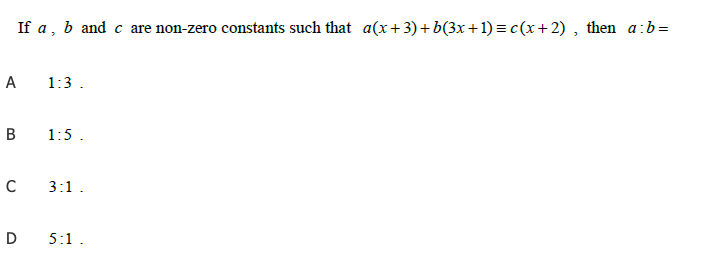 If a , b and c are non-zero constants such that a(x+3)+b(3x+1)≡c(x+2) , then a:b=
A 1:3 .
B 1:5 .
C 3:1 .
D 5:1 .